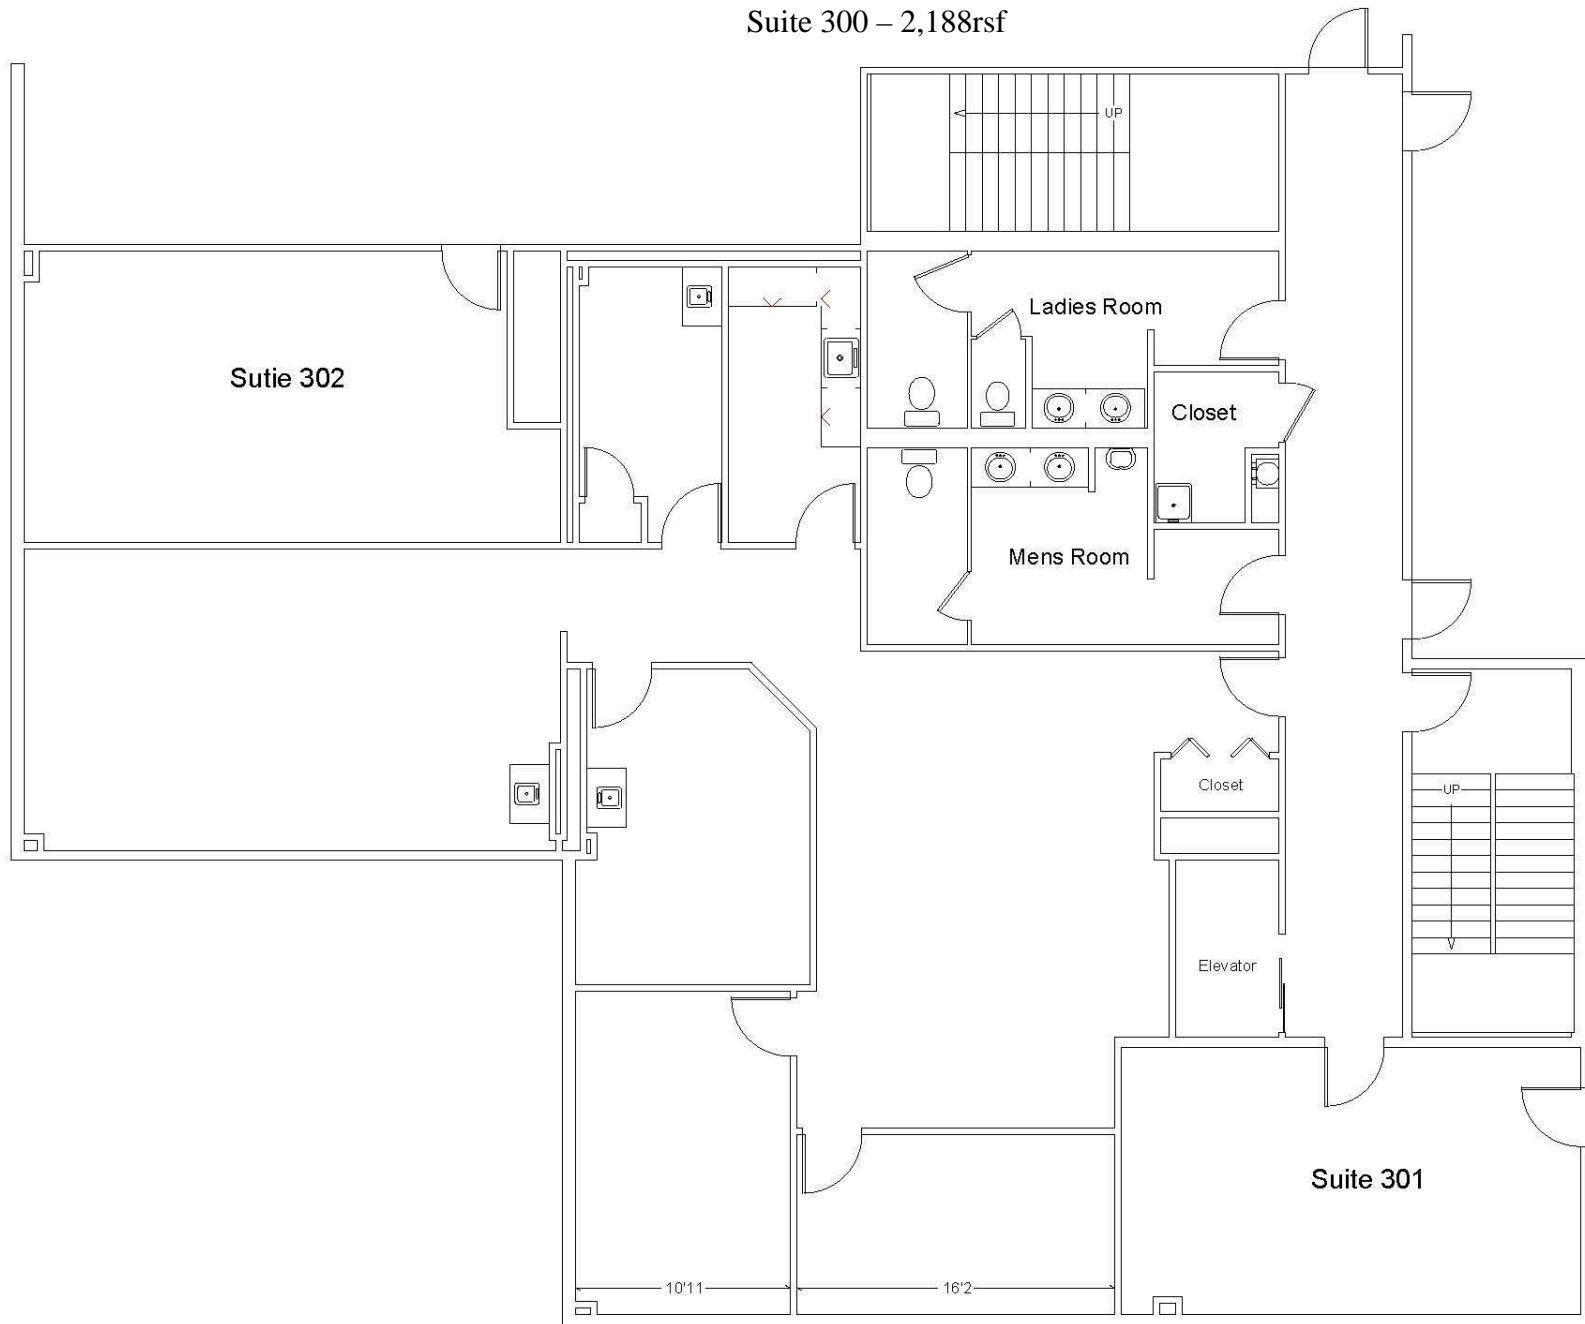 Suite 300 – 2,188rsf
UP
Ladies Room
Sutie 302
Closet
Mens Room
Closet
UP
Elevator
Suite 301
10'11
16'2